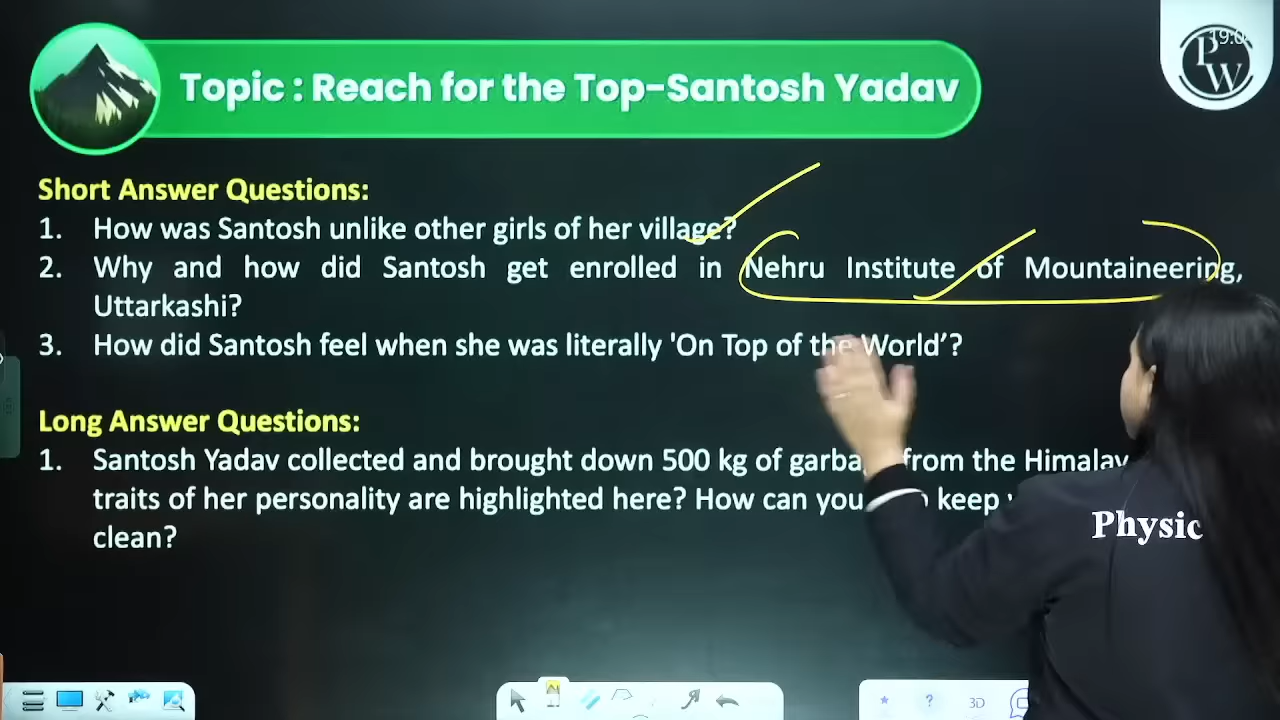 Topic : Reach for the Top-Santosh Yadav
19:0
PW
Short Answer Questions:
1. How was Santosh unlike other girls of her village?
2. Why and how did Santosh get enrolled in Nehru Institute of Mountaineering,
Uttarkashi?
3. How did Santosh feel when she was literally 'On Top of the World’?
Long Answer Questions:
1. Santosh Yadav collected and brought down 500 kg of from the
traits of her personality are highlighted here? How can you keep
clean?
Physic
3D